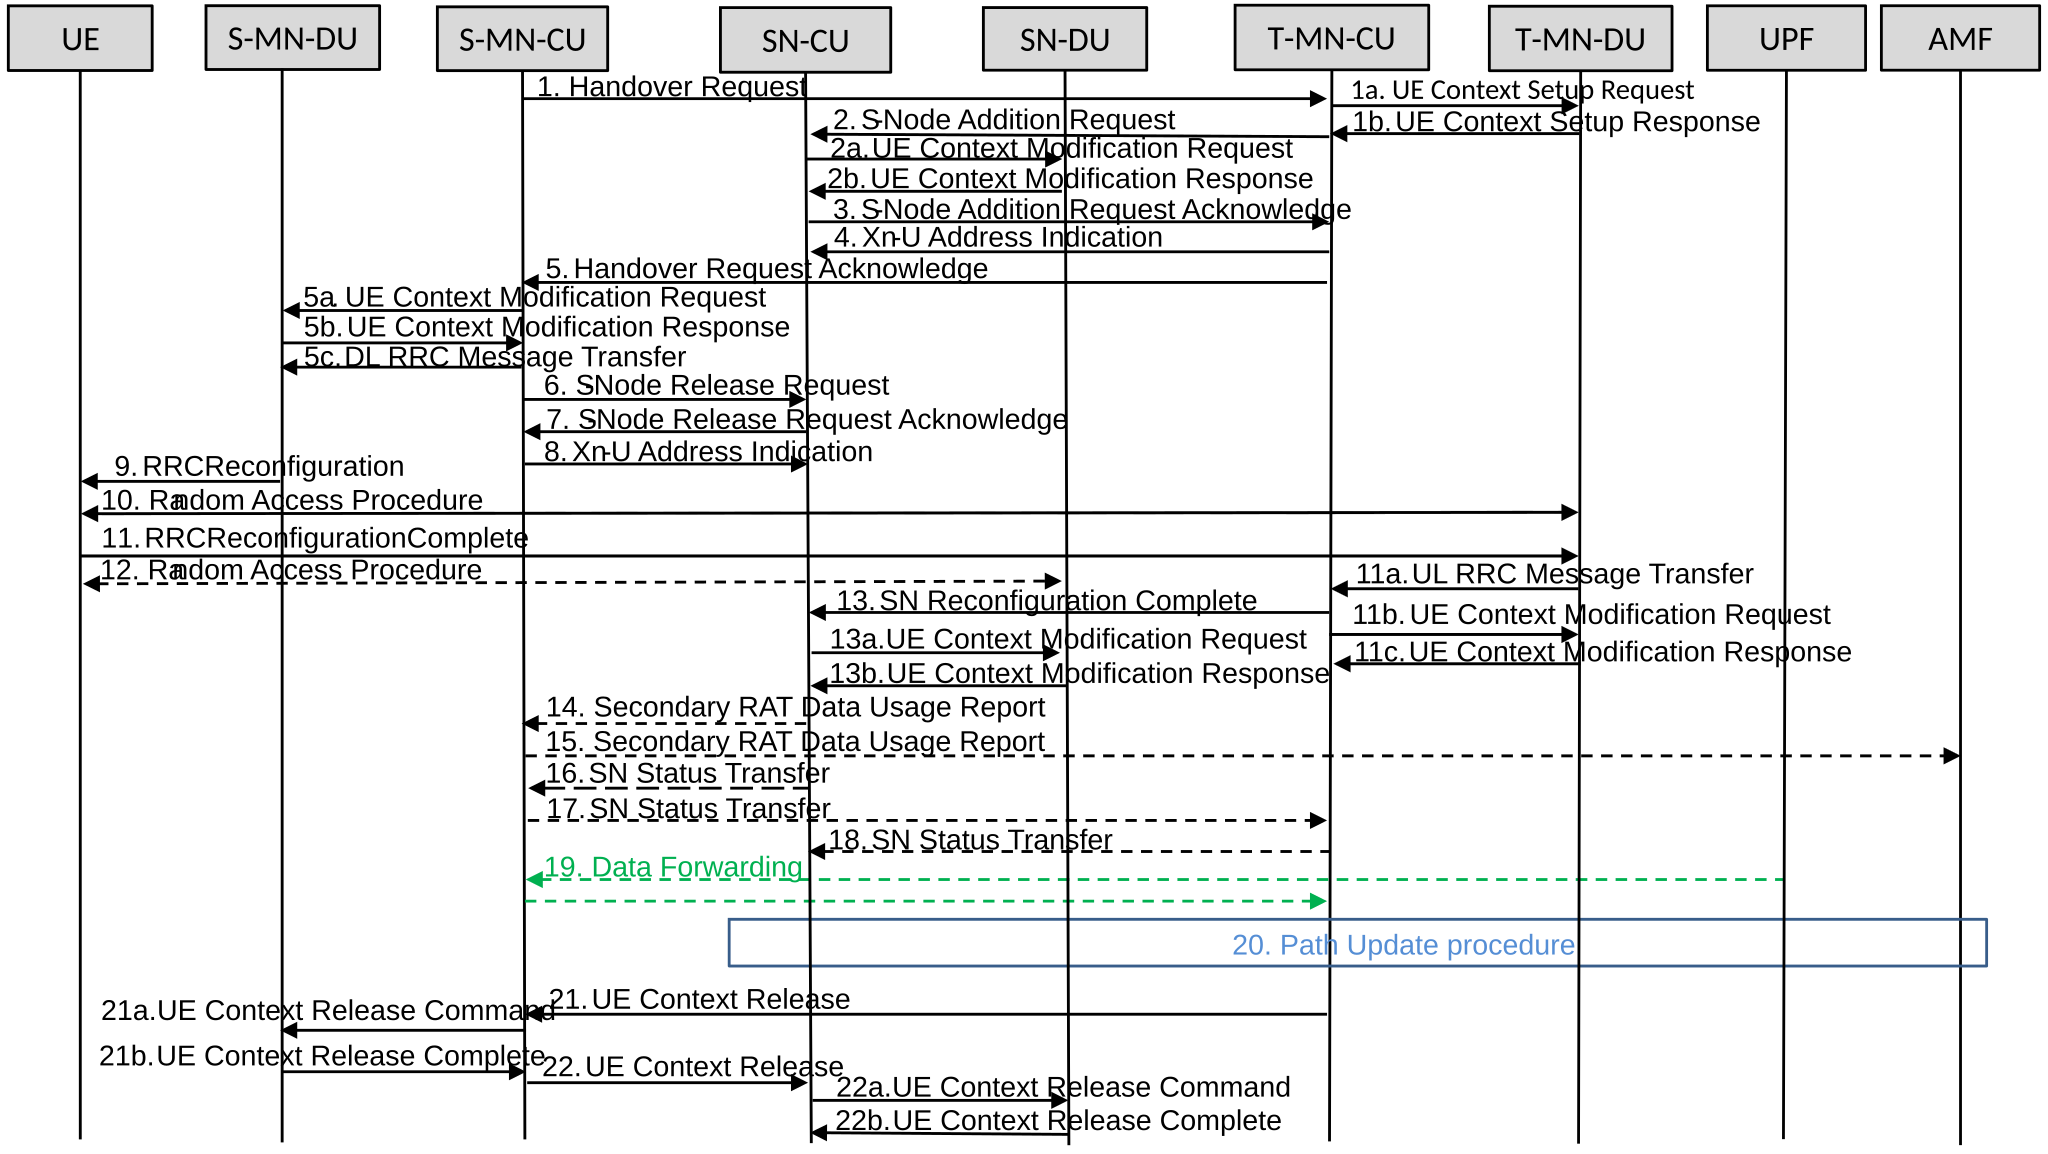 UE
S-MN-DU
S-MN-CU
SN-CU
SN-DU
T-MN-CU
T-MN-DU
UPF
AMF
1. Handover Request
1a. UE Context Setup Request
2. S-Node Addition Request
1b. UE Context Setup Response
2a. UE Context Modification Request
2b. UE Context Modification Response
3. S-Node Addition Request Acknowledge
4. Xn-U Address Indication
5. Handover Request Acknowledge
5a. UE Context Modification Request
5b. UE Context Modification Response
5c. DL RRC Message Transfer
6. S-Node Release Request
7. S-Node Release Request Acknowledge
8. Xn-U Address Indication
9. RRCReconfiguration
10. Random Access Procedure
11. RRCReconfigurationComplete
12. Random Access Procedure
11a. UL RRC Message Transfer
13. SN Reconfiguration Complete
11b. UE Context Modification Request
13a. UE Context Modification Request
11c. UE Context Modification Response
13b. UE Context Modification Response
14. Secondary RAT Data Usage Report
15. Secondary RAT Data Usage Report
16. SN Status Transfer
17. SN Status Transfer
18. SN Status Transfer
19. Data Forwarding
20. Path Update procedure
21. UE Context Release
21a. UE Context Release Command
21b. UE Context Release Complete
22. UE Context Release
22a. UE Context Release Command
22b. UE Context Release Complete